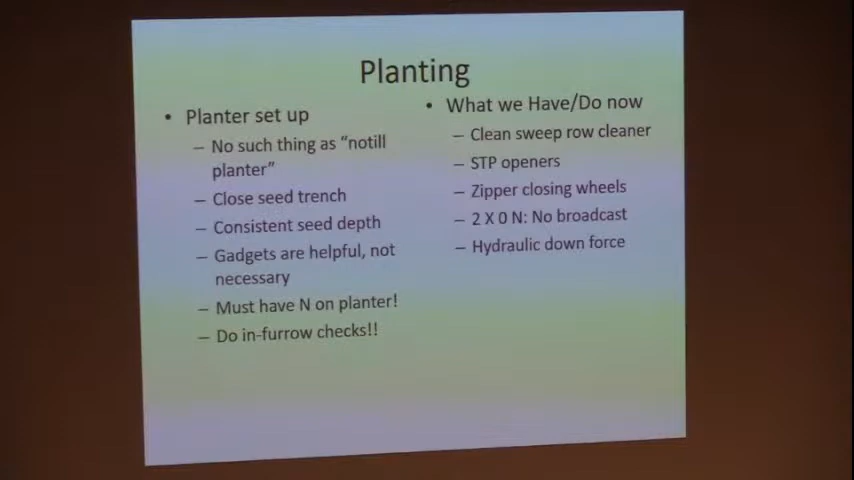 Planting
• Planter set up
– No such thing as “notill
planter”
– Close seed trench
– Consistent seed depth
– Gadgets are helpful, not
necessary
– Must have N on planter!
– Do in-furrow checks!!
• What we Have/Do now
– Clean sweep row cleaner
– STP openers
– Zipper closing wheels
– 2 X 0 N: No broadcast
– Hydraulic down force